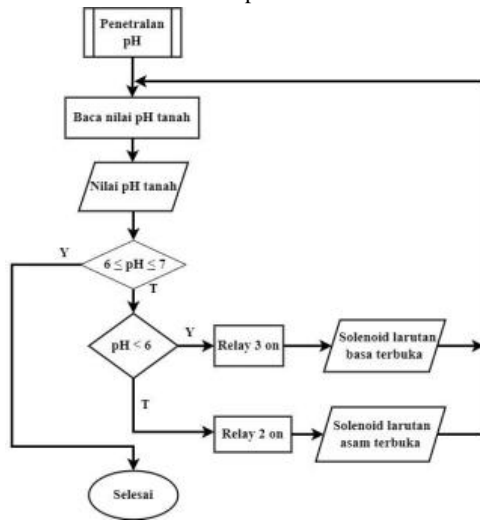 Penetralan
pH
Baca nilai pH tanah
Nilai pH tanah
Y
6 ≤ pH ≤ 7
T
pH < 6
Y
Relay 3 on
Solenoid larutan
basa terbuka
T
Relay 2 on
Solenoid larutan
asam terbuka
Selesai